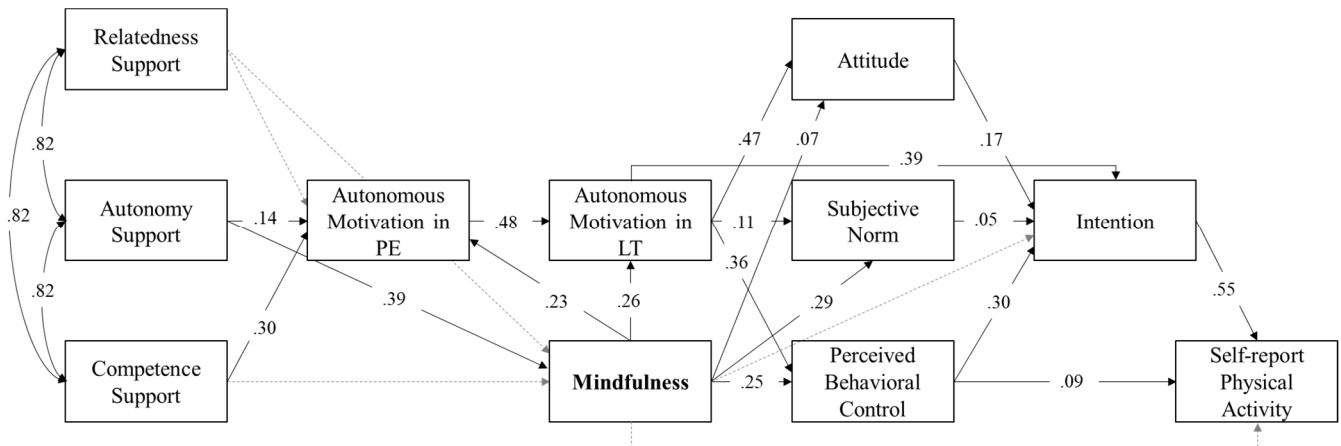 Relatedness
Support
Attitude
.82
.47
.07
.17
.39
.82
Autonomy
Support
.14
Autonomous
Motivation in
PE
.48
Autonomous
Motivation in
LT
.11
Subjective
Norm
.05
Intention
.36
.82
.39
.23
.26
.29
.30
.55
.30
Competence
Support
Mindfulness
.25
Perceived
Behavioral
Control
.09
Self-report
Physical
Activity